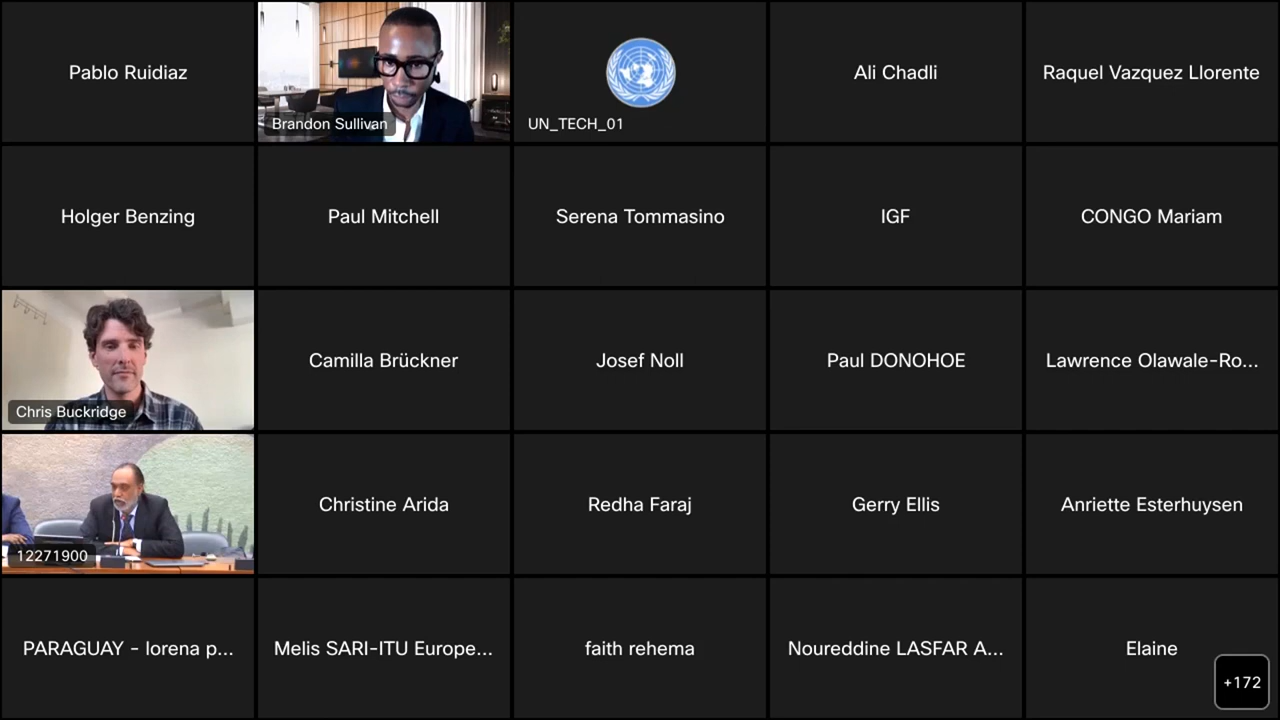 Pablo Ruidiaz
Brandon Sullivan
UN_TECH_01
Ali Chadli
Raquel Vazquez Llorente
Holger Benzing
Paul Mitchell
Serena Tommasino
IGF
CONGO Mariam
Chris Buckridge
Camilla Brückner
Josef Noll
Paul DONOHOE
Lawrence Olawale-Ro...
12271900
Christine Arida
Redha Faraj
Gerry Ellis
Anriette Esterhuysen
PARAGUAY - lorena p...
Melis SARI-ITU Europe...
faith rehema
Noureddine LASFAR A...
Elaine
+172